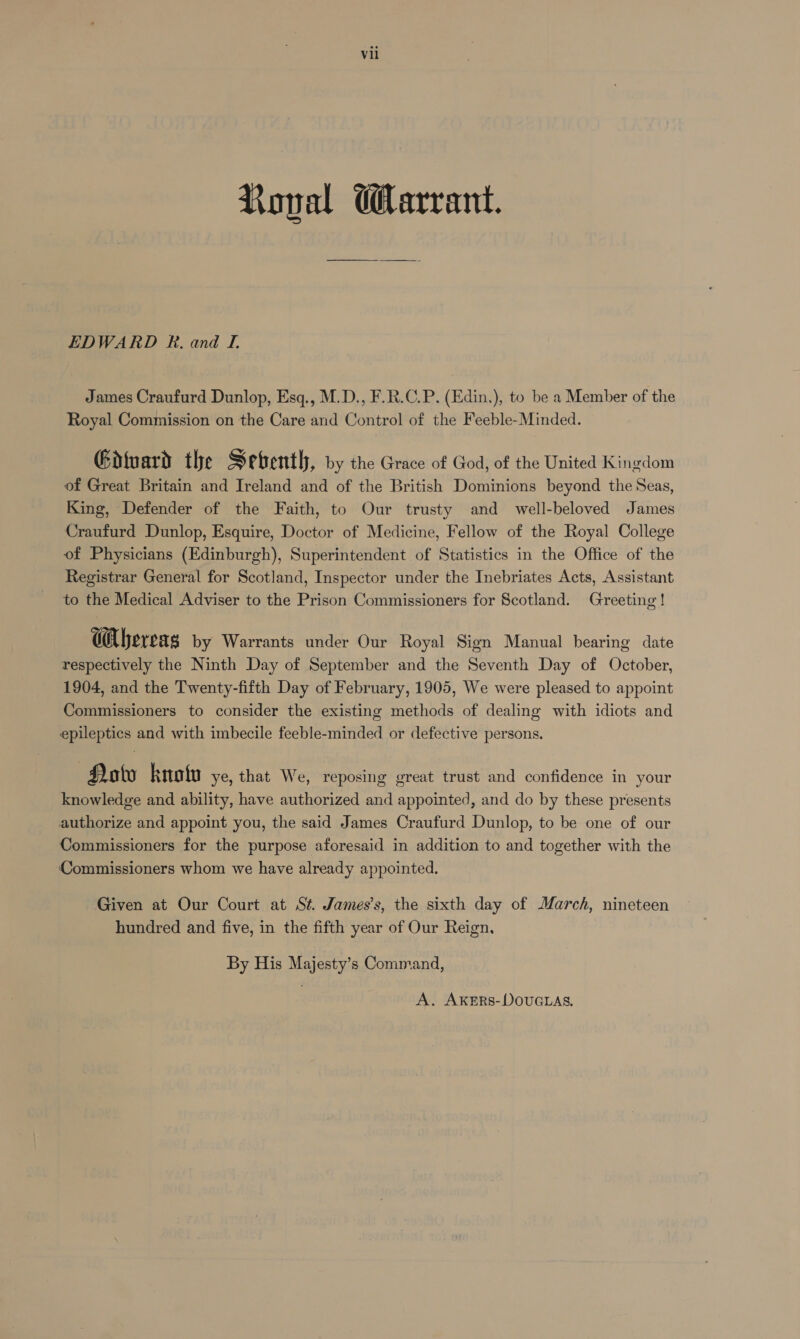 vii
Royal Warrant.
EDWARD R. and I.
James Craufurd Dunlop, Esq., M.D., F.R.C.P. (Edin.), to be a Member of the
Royal Commission on the Care and Control of the Feeble-Minded.
Edward the Seventh, by the Grace of God, of the United Kingdom
of Great Britain and Ireland and of the British Dominions beyond the Seas,
King, Defender of the Faith, to Our trusty and well-beloved James
Craufurd Dunlop, Esquire, Doctor of Medicine, Fellow of the Royal College
of Physicians (Edinburgh), Superintendent of Statistics in the Office of the
Registrar General for Scotland, Inspector under the Inebriates Acts, Assistant
to the Medical Adviser to the Prison Commissioners for Scotland. Greeting!
Whereas by Warrants under Our Royal Sign Manual bearing date
respectively the Ninth Day of September and the Seventh Day of October,
1904, and the Twenty-fifth Day of February, 1905, We were pleased to appoint
Commissioners to consider the existing methods of dealing with idiots and
epileptics and with imbecile feeble-minded or defective persons.
Now know ye, that We, reposing great trust and confidence in your
knowledge and ability, have authorized and appointed, and do by these presents
authorize and appoint you, the said James Craufurd Dunlop, to be one of our
Commissioners for the purpose aforesaid in addition to and together with the
Commissioners whom we have already appointed.
Given at Our Court at St. James's, the sixth day of March, nineteen
hundred and five, in the fifth year of Our Reign.
By His Majesty's Command,
A. AKERS-DOUGLAS.